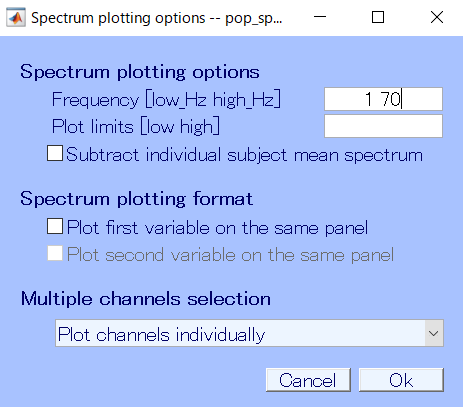 Spectrum plotting options -- pop_sp...
Spectrum plotting options
Frequency [low_Hz high_Hz] 1 70
Plot limits [low high]
Subtract individual subject mean spectrum
Spectrum plotting format
Plot first variable on the same panel
Plot second variable on the same panel
Multiple channels selection
Plot channels individually
Cancel Ok